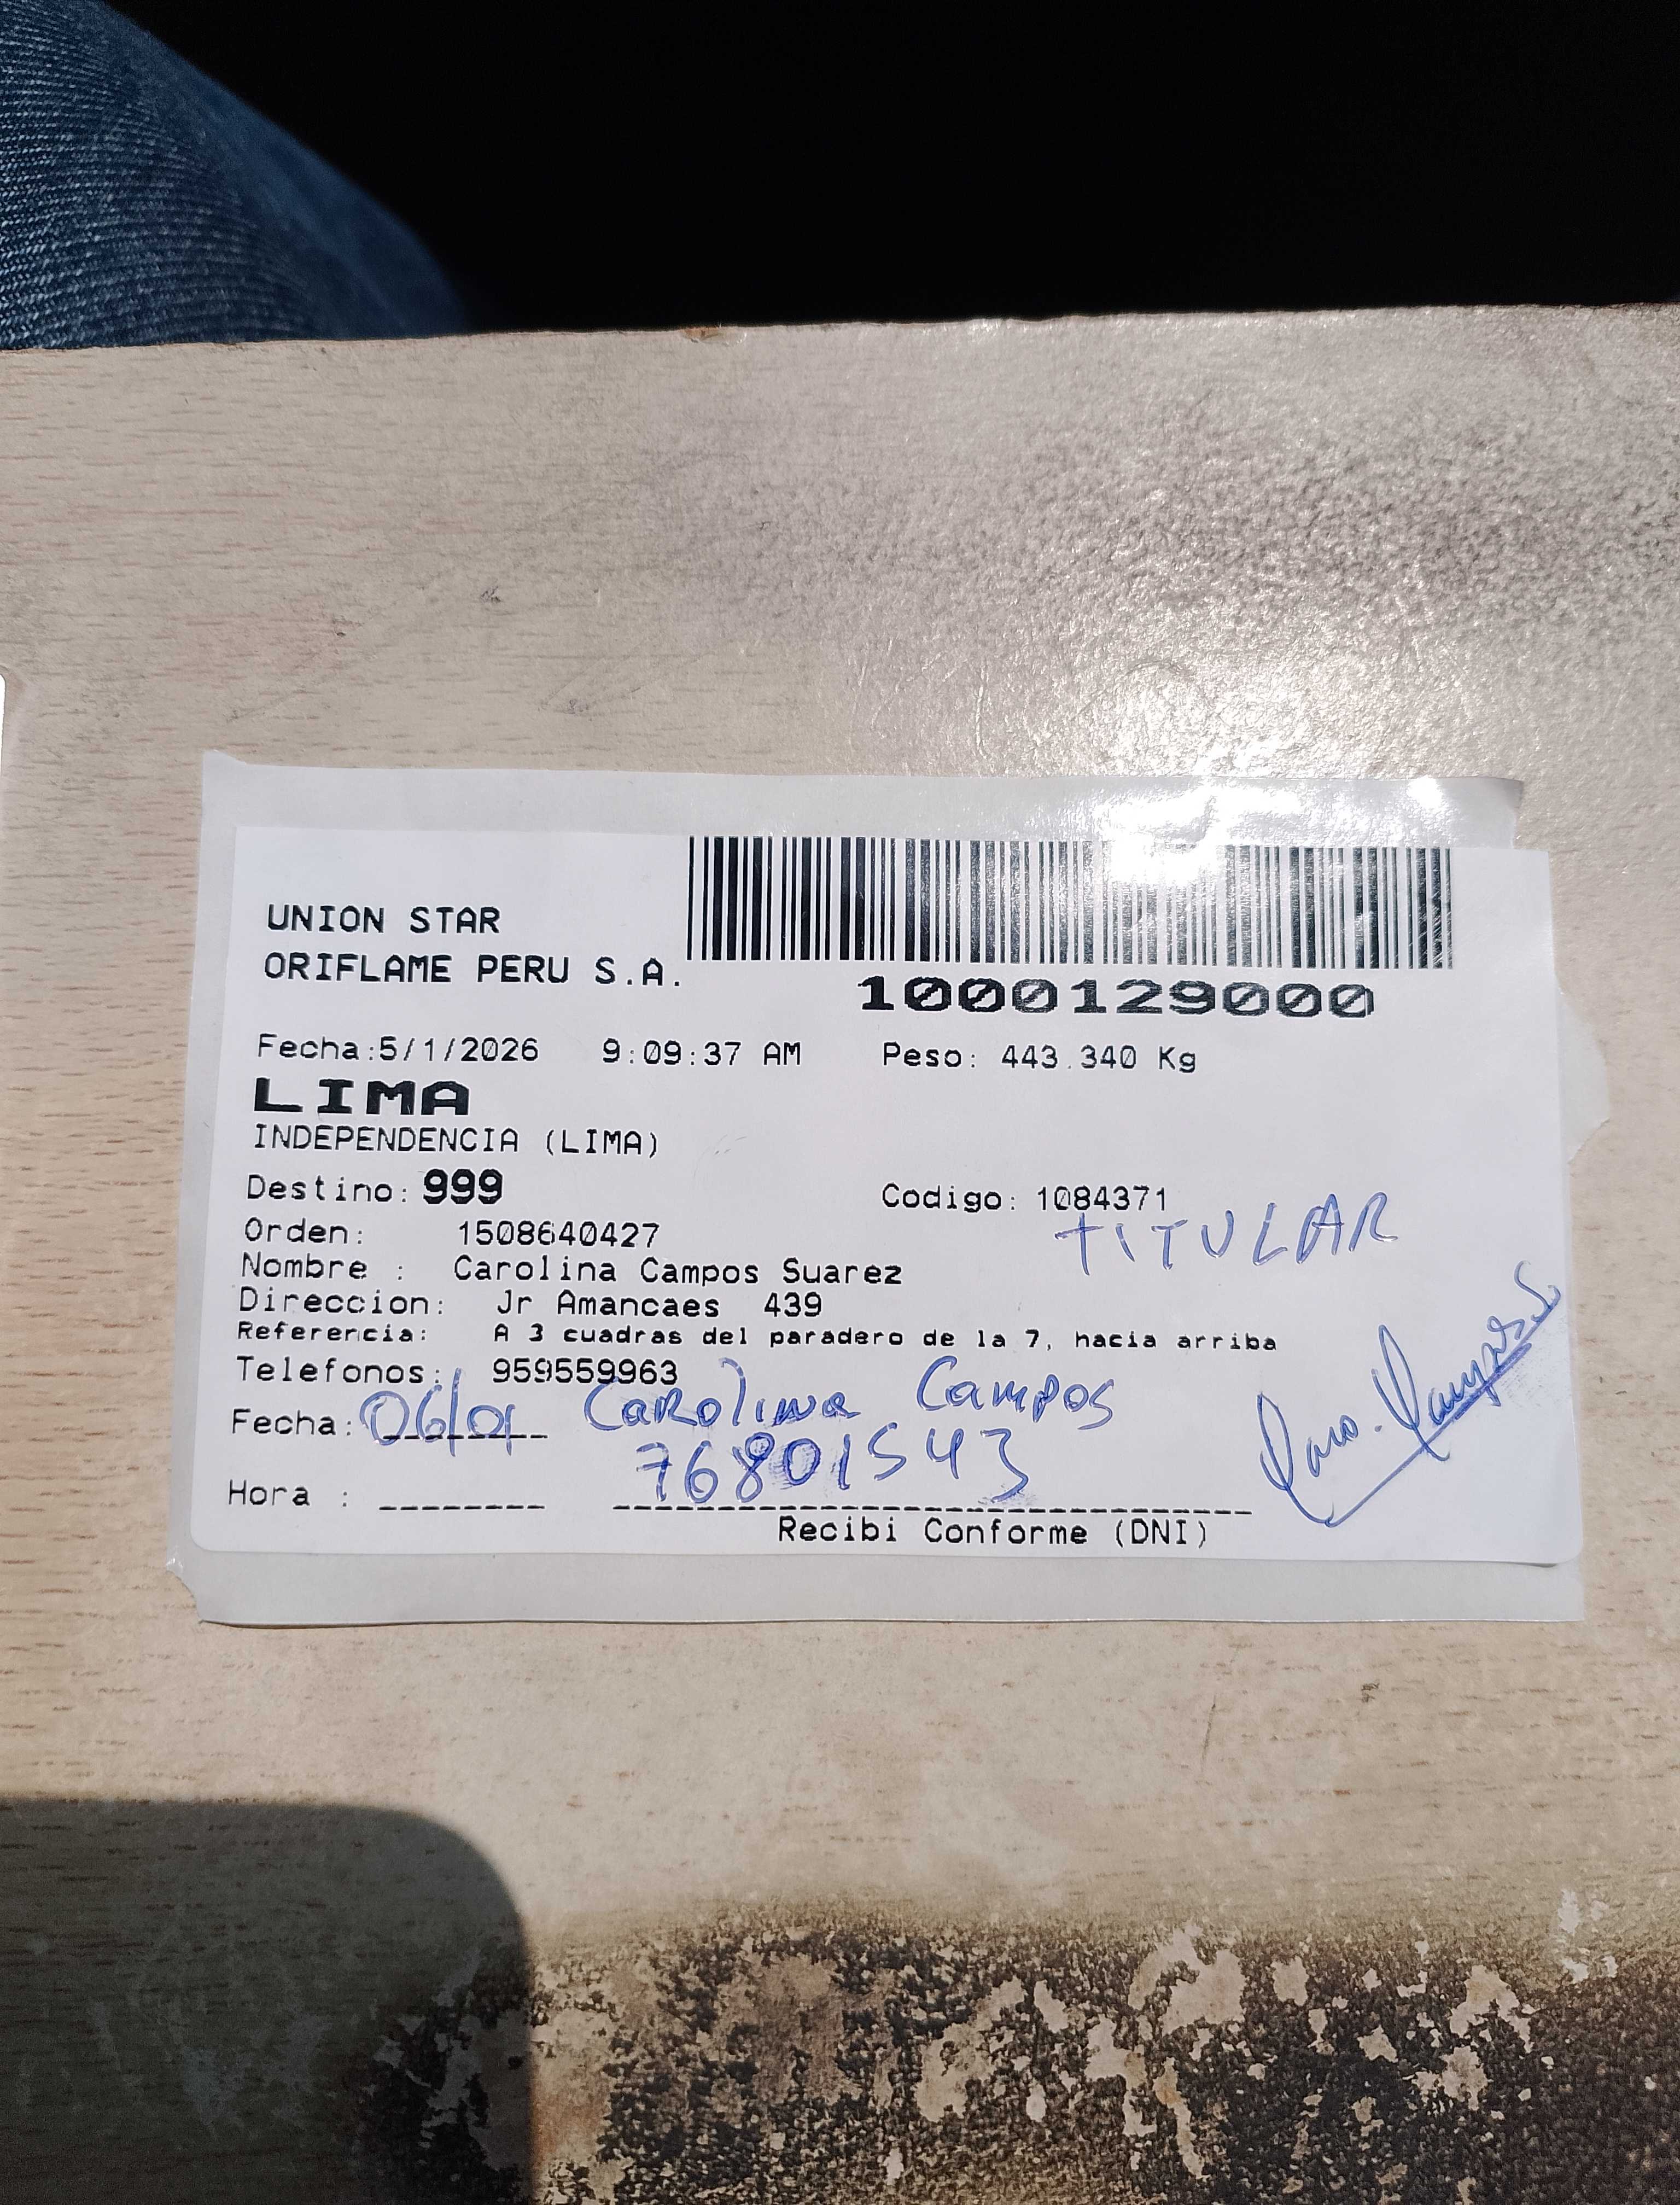 UNION STAR
ORIFLAME PERU S.A.
1000129000
Fecha:5/1/2026 9:09:37 AM Peso: 443.340 Kg
LIMA
INDEPENDENCIA (LIMA)
Destino: 999 Codigo: 1084371
TITULAR
Orden: 1508640427
Nombre : Carolina Campos Suarez
Direccion: Jr Amancaes 439
Referencia: A 3 cuadras del paradero de la 7, hacia arriba
Telefonos: 959559963
Fecha: 06/01 Carolina Campos
76801543
Caro. Campos S
Hora :
Recibi Conforme (DNI)